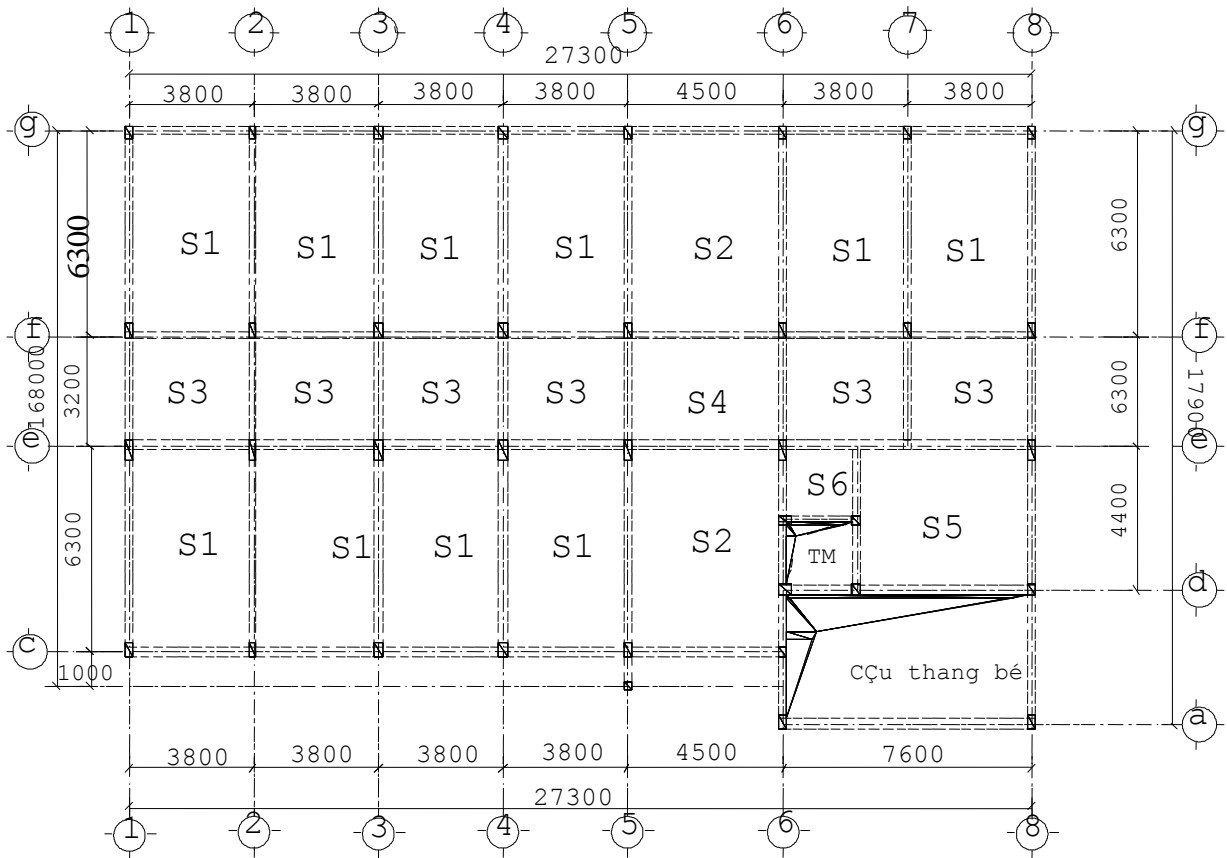 1 2 3 4 5 6 7 8
27300
3800 3800 3800 3800 4500 3800 3800
g g
6300 S1 S1 S1 S1 S2 S1 S1 6300
f f
168000 3200 S3 S3 S3 S3 S4 S3 S3 6300 17900
e e
6300 S1 S1 S1 S1 S2 S6 S5 4400
TM
d
c
1000 CÇu thang bé
a
3800 3800 3800 3800 4500 7600
27300
1 2 3 4 5 6 8